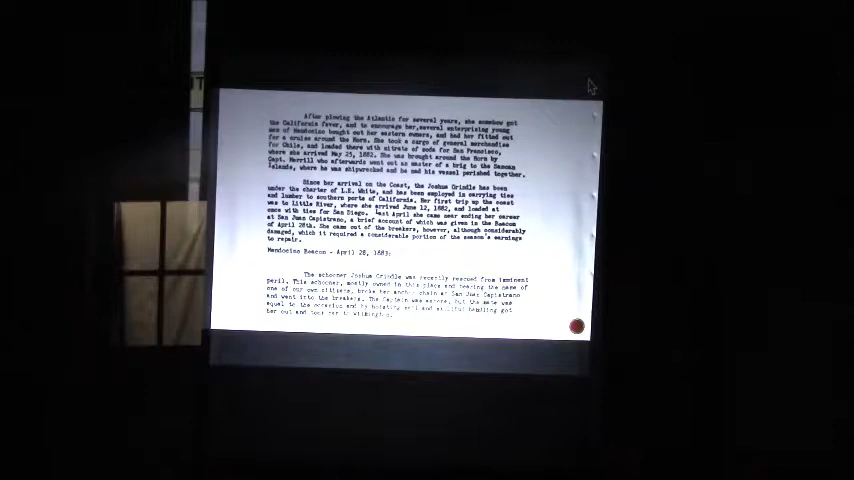 After plowing the Atlantic for several years, she somehow got
the California fever, and to encourage her, several enterprising young
men of Mendocino bought out her eastern owners, and had her fitted out
for a cruise around the Horn. She took a cargo of general merchandise
for Chile, and loaded there with nitrate of soda for San Francisco,
where she arrived May 25, 1882. She was brought around the Horn by
Capt. Merrill who afterwards went out as master of a brig to the Samoan
Islands, where he was shipwrecked and he and his vessel perished together.
Since her arrival on the Coast, the Joshua Grindle has been
under the charter of L.E. White, and has been employed in carrying ties
and lumber to southern ports of California. Her first trip up the coast
was to Little River, where she arrived June 12, 1882, and loaded at
once with ties for San Diego. Last April she came near ending her career
at San Juan Capistrano, a brief account of which was given in the Beacon
of April 28th. She came out of the breakers, however, although considerably
damaged, which it required a considerable portion of the season's earnings
to repair.
Mendocino Beacon - April 28, 1883:
The schooner Joshua Grindle was recently rescued from imminent
peril. This schooner, mostly owned in this place and bearing the name of
one of our own citizens, broke her anchor chain at San Juan Capistrano
and went into the breakers. The Captain was ashore, but the mate was
equal to the occasion and by hoisting sail and skillful handling got
her out and took her to Wilmington.